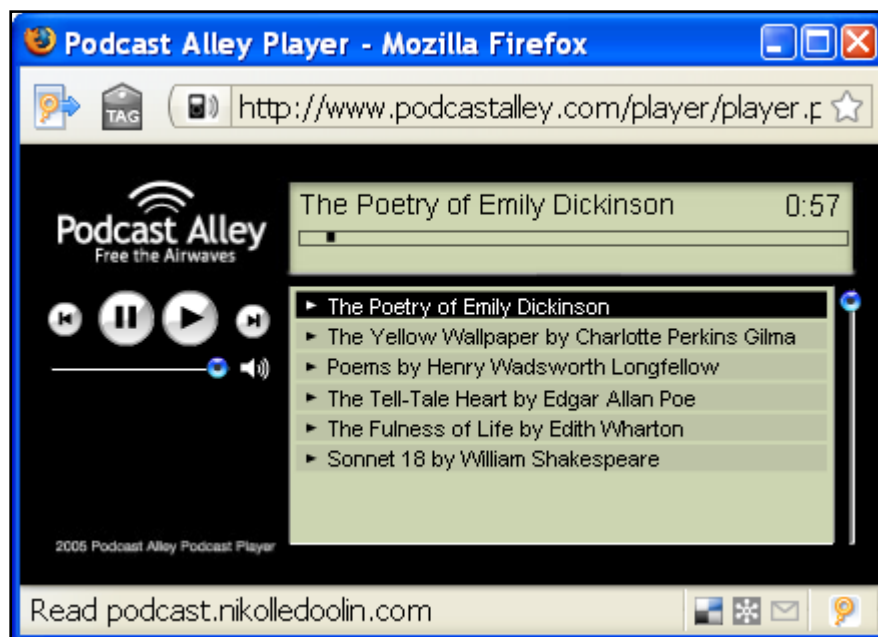 Podcast Alley Player - Mozilla Firefox
TAG
http://www.podcastalley.com/player/player.p
Podcast Alley
Free the Airwaves
The Poetry of Emily Dickinson 0:57
The Poetry of Emily Dickinson
The Yellow Wallpaper by Charlotte Perkins Gilma
Poems by Henry Wadsworth Longfellow
The Tell-Tale Heart by Edgar Allan Poe
The Fulness of Life by Edith Wharton
Sonnet 18 by William Shakespeare
2005 Podcast Alley Podcast Player
Read podcast.nikolledoolin.com